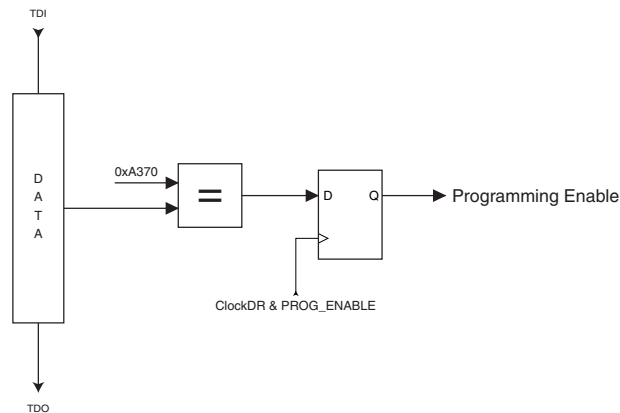 TDI
D
A
T
A
0xA370
=
D
Q
Programming Enable
ClockDR & PROG_ENABLE
TDO